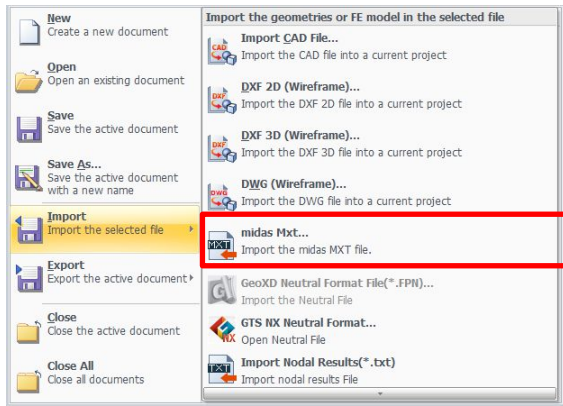 New
Create a new document
Open
Open an existing document
Save
Save the active document
Save As...
Save the active document
with a new name
Import
Import the selected file
Export
Export the active document
Close
Close the active document
Close All
Close all documents
Import the geometries or FE model in the selected file
CAD
Import CAD File...
Import the CAD file into a current project
DXF
DXF 2D (Wireframe)...
Import the DXF 2D file into a current project
DXF
DXF 3D (Wireframe)...
Import the DXF 3D file into a current project
DWG
DWG (Wireframe)...
Import the DWG file into a current project
MXT
midas Mxt...
Import the midas MXT file.
G
GeoXD Neutral Format File(*.FPN)...
Import the Neutral File
NX
GTS NX Neutral Format...
Open Neutral File
TXT
Import Nodal Results(*.txt)
Import nodal results File